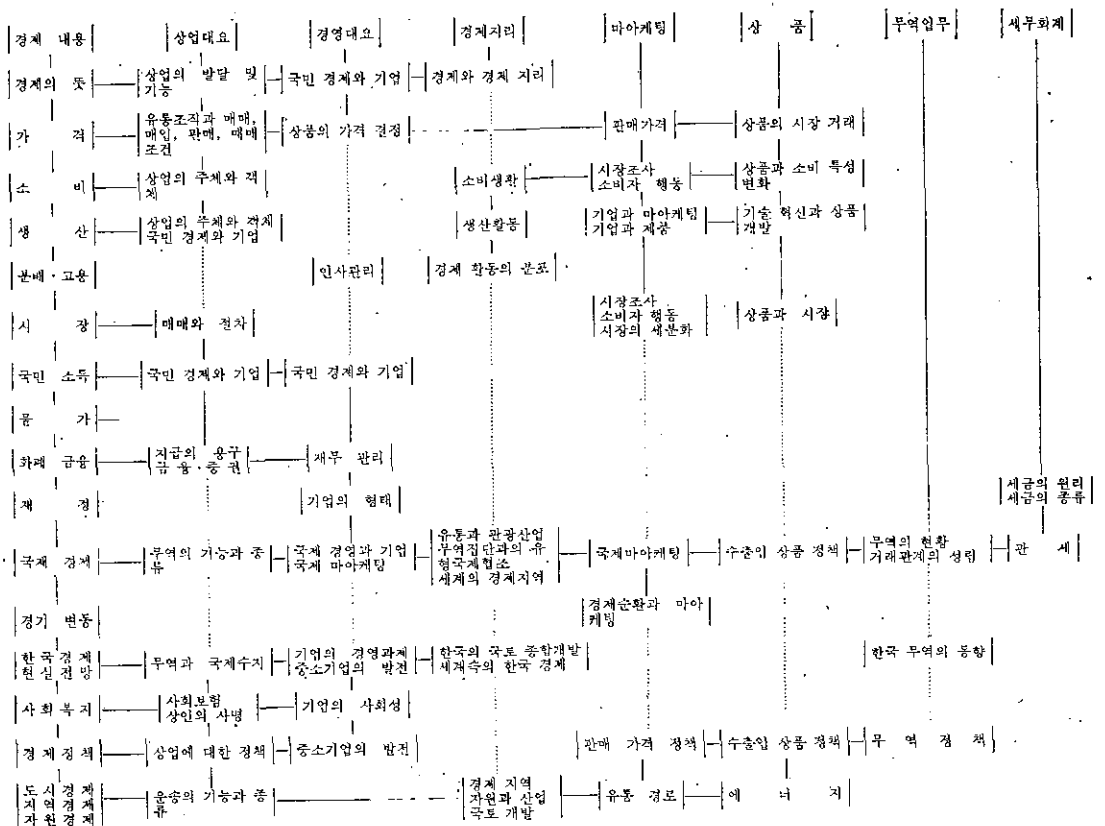 경제 내용 상업대요 경영대요 경제지리 마아케팅 상 품 무역업무 세무회계
경제의 뜻 상업의 발달 및 국민 경제와 기업 경제와 경제 지리
기능
가 격 유통조직과 매매, 상품의 가격 결정 판매가격 상품의 시장 거래
매입, 판매, 매매
조건
소 비 상업의 주체와 객 소비생활 시장조사 상품과 소비 특성
체 소비자 행동 변화
생 산 상업의 주체와 객체 생산활동 기업과 마아케팅 기술 혁신과 상품
국민 경제와 기업 기업과 제품 개발
분배·고용 인사관리 경제 활동의 분포
시 장 매매와 절차 시장조사 상품과 시장
소비자 행동
시장의 세분화
국민 소득 국민 경제와 기업 국민 경제와 기업
물 가
화폐 금융 지급의 용구 재무 관리
금융·증권
재 경 기업의 형태 세금의 원리
세금의 종류
국제 경제 무역의 기능과 종 국제 경영과 기업 유통과 관광산업 국제마아케팅 수출입 상품 정책 무역의 현황 관 세
류 국제 마아케팅 무역집단과의 유 거래관계의 성립
형국제협조
세계의 경제지역
경기 변동 경제순환과 마아
케팅
한국경제 무역과 국제수지 기업의 경영과제 한국의 국토 종합개발 한국 무역의 동향
현실전망 중소기업의 발전 세계속의 한국 경제
사회복지 사회보험 기업의 사회성
상인의 사명
경제정책 상업에 대한 정책 중소기업의 발전 판매 가격 정책 수출입 상품 정책 무 역 정 책
도시경제 운송의 기능과 종 경제 지역 유통 경로 에 너 지
지역경제 류 자원과 산업
자원경제 국토 개발